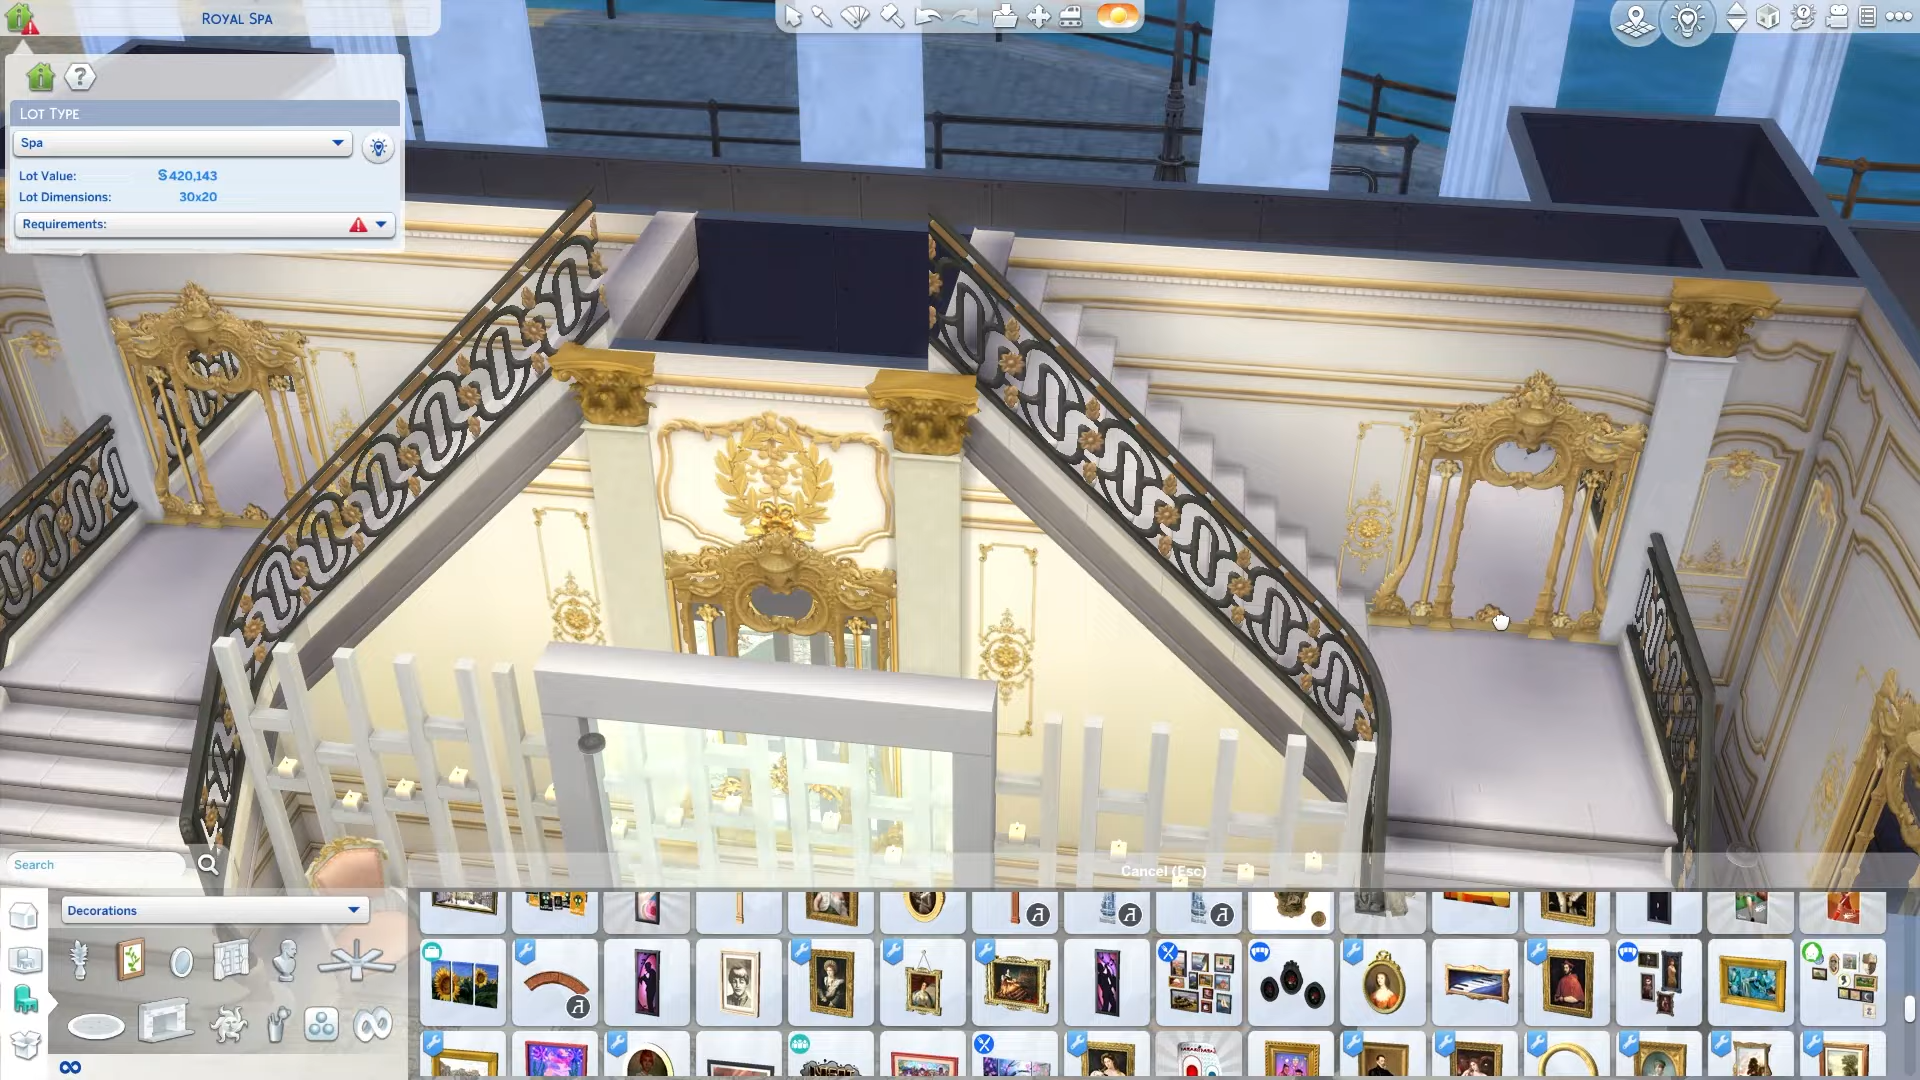 ROYAL SPA
LOT TYPE
Spa
Lot Value: §420,143
Lot Dimensions: 30x20
Requirements:
Cancel (Esc)
Search
Decorations